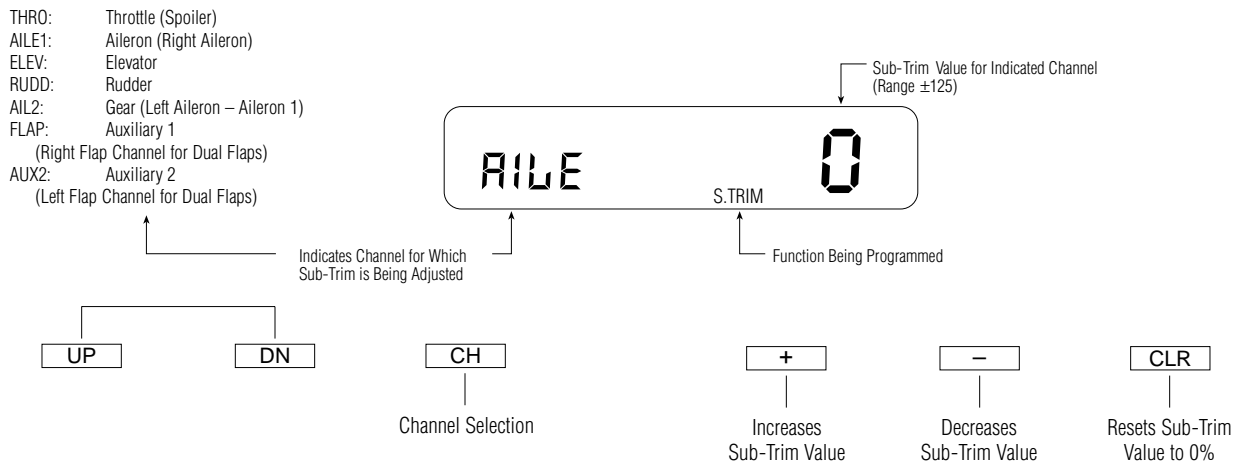 THRO: Throttle (Spoiler)
AILE1: Aileron (Right Aileron)
ELEV: Elevator
RUDD: Rudder
AIL2: Gear (Left Aileron – Aileron 1)
FLAP: Auxiliary 1
(Right Flap Channel for Dual Flaps)
AUX2: Auxiliary 2
(Left Flap Channel for Dual Flaps)
Sub-Trim Value for Indicated Channel
(Range ±125)
AILE
S.TRIM
0
Indicates Channel for Which
Sub-Trim is Being Adjusted
Function Being Programmed
UP
DN
CH
+
–
CLR
Channel Selection
Increases
Sub-Trim Value
Decreases
Sub-Trim Value
Resets Sub-Trim
Value to 0%